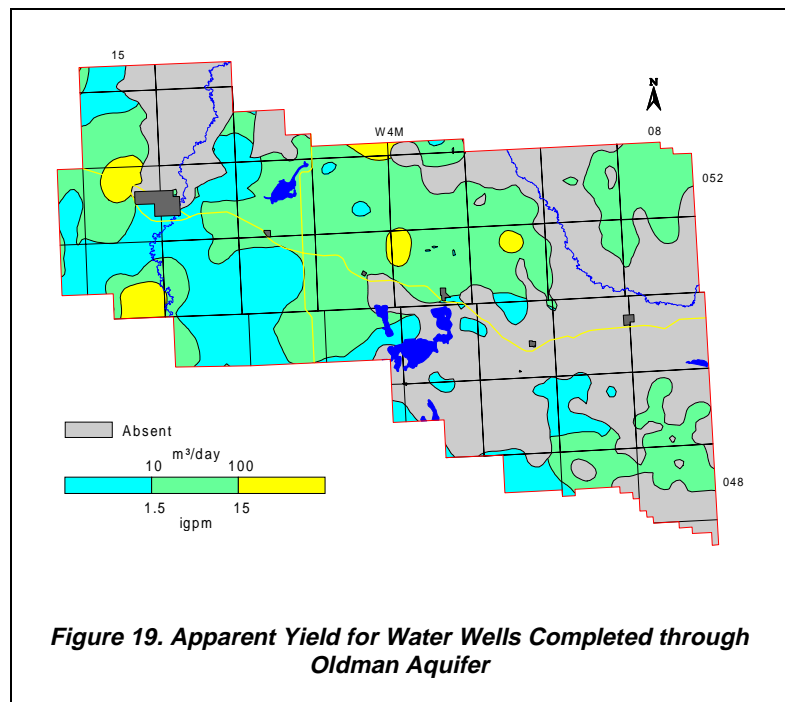 15
N
W4M
08
052
Absent
m³/day
10 100
1.5 15
igpm
048
Figure 19. Apparent Yield for Water Wells Completed through
Oldman Aquifer